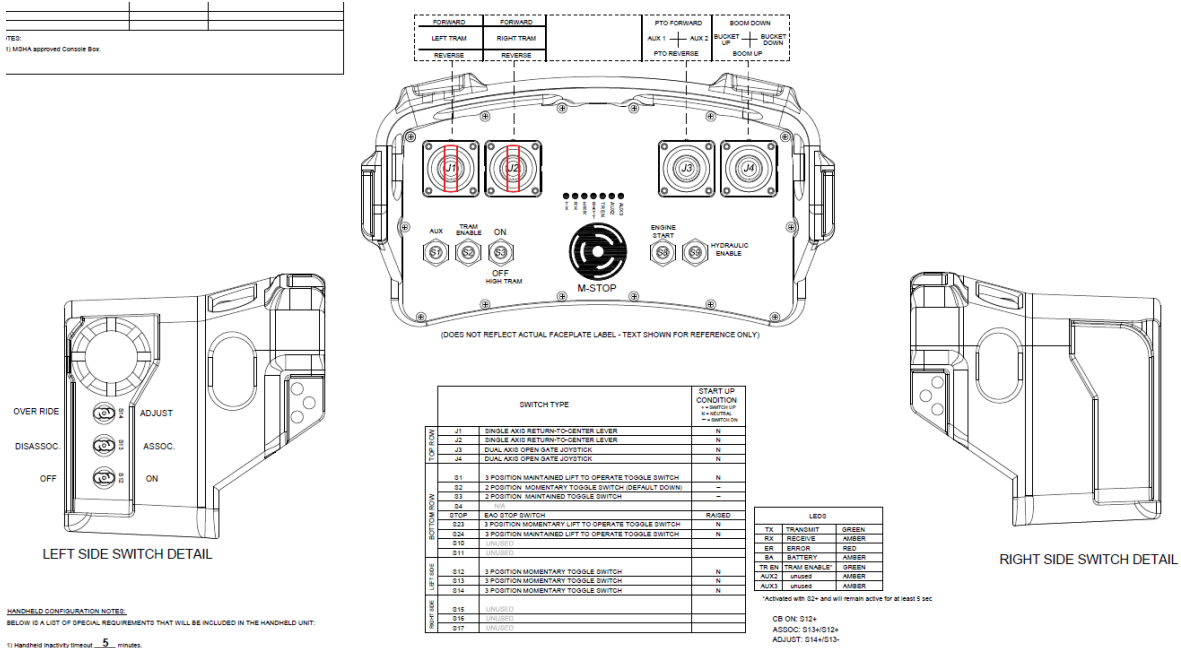 FORWARD FORWARD PTO FORWARD BOOM DOWN
LEFT TRAM RIGHT TRAM AUX 1 AUX 2 BUCKET UP BUCKET DOWN
REVERSE REVERSE PTO REVERSE BOOM UP
1) MSHA approved Console Box.
J1 J2 J3 J4
TR EN AUX2 AUX3
AUX TRAM ENABLE ON ENGINE START
S1 S2 S3 HYDRAULIC ENABLE
OFF
HIGH TRAM
M-STOP
(DOES NOT REFLECT ACTUAL FACEPLATE LABEL - TEXT SHOWN FOR REFERENCE ONLY)
OVER RIDE S14 ADJUST
DISASSOC. S13 ASSOC.
OFF S12 ON
LEFT SIDE SWITCH DETAIL
RIGHT SIDE SWITCH DETAIL
SWITCH TYPE
START UP
CONDITION
+ = SWITCH UP
N = NEUTRAL
— = SWITCH DN
TOP ROW
J1 SINGLE AXIS RETURN-TO-CENTER LEVER N
J2 SINGLE AXIS RETURN-TO-CENTER LEVER N
J3 DUAL AXIS OPEN GATE JOYSTICK N
J4 DUAL AXIS OPEN GATE JOYSTICK N
BOTTOM ROW
S1 3 POSITION MAINTAINED LIFT TO OPERATE TOGGLE SWITCH N
S2 2 POSITION MOMENTARY TOGGLE SWITCH (DEFAULT DOWN) –
S3 2 POSITION MAINTAINED TOGGLE SWITCH –
S4 N/A
STOP EAO STOP SWITCH RAISED
S23 3 POSITION MOMENTARY LIFT TO OPERATE TOGGLE SWITCH N
S24 3 POSITION MAINTAINED LIFT TO OPERATE TOGGLE SWITCH N
S10 UNUSED
S11 UNUSED
LEFT SIDE
S12 3 POSITION MOMENTARY TOGGLE SWITCH N
S13 3 POSITION MOMENTARY TOGGLE SWITCH N
S14 3 POSITION MOMENTARY TOGGLE SWITCH N
RIGHT SIDE
S15 UNUSED
S16 UNUSED
S17 UNUSED
LEDS
TX TRANSMIT GREEN
RX RECEIVE AMBER
ER ERROR RED
BA BATTERY AMBER
TR EN TRAM ENABLE* GREEN
AUX2 unused AMBER
AUX3 unused AMBER
*Activated with S2+ and will remain active for at least 5 sec
CB ON: S12+
ASSOC: S13+/S12+
ADJUST: S14+/S13-
HANDHELD CONFIGURATION NOTES:
BELOW IS A LIST OF SPECIAL REQUIREMENTS THAT WILL BE INCLUDED IN THE HANDHELD UNIT:
1) Handheld inactivity timeout 5 minutes.